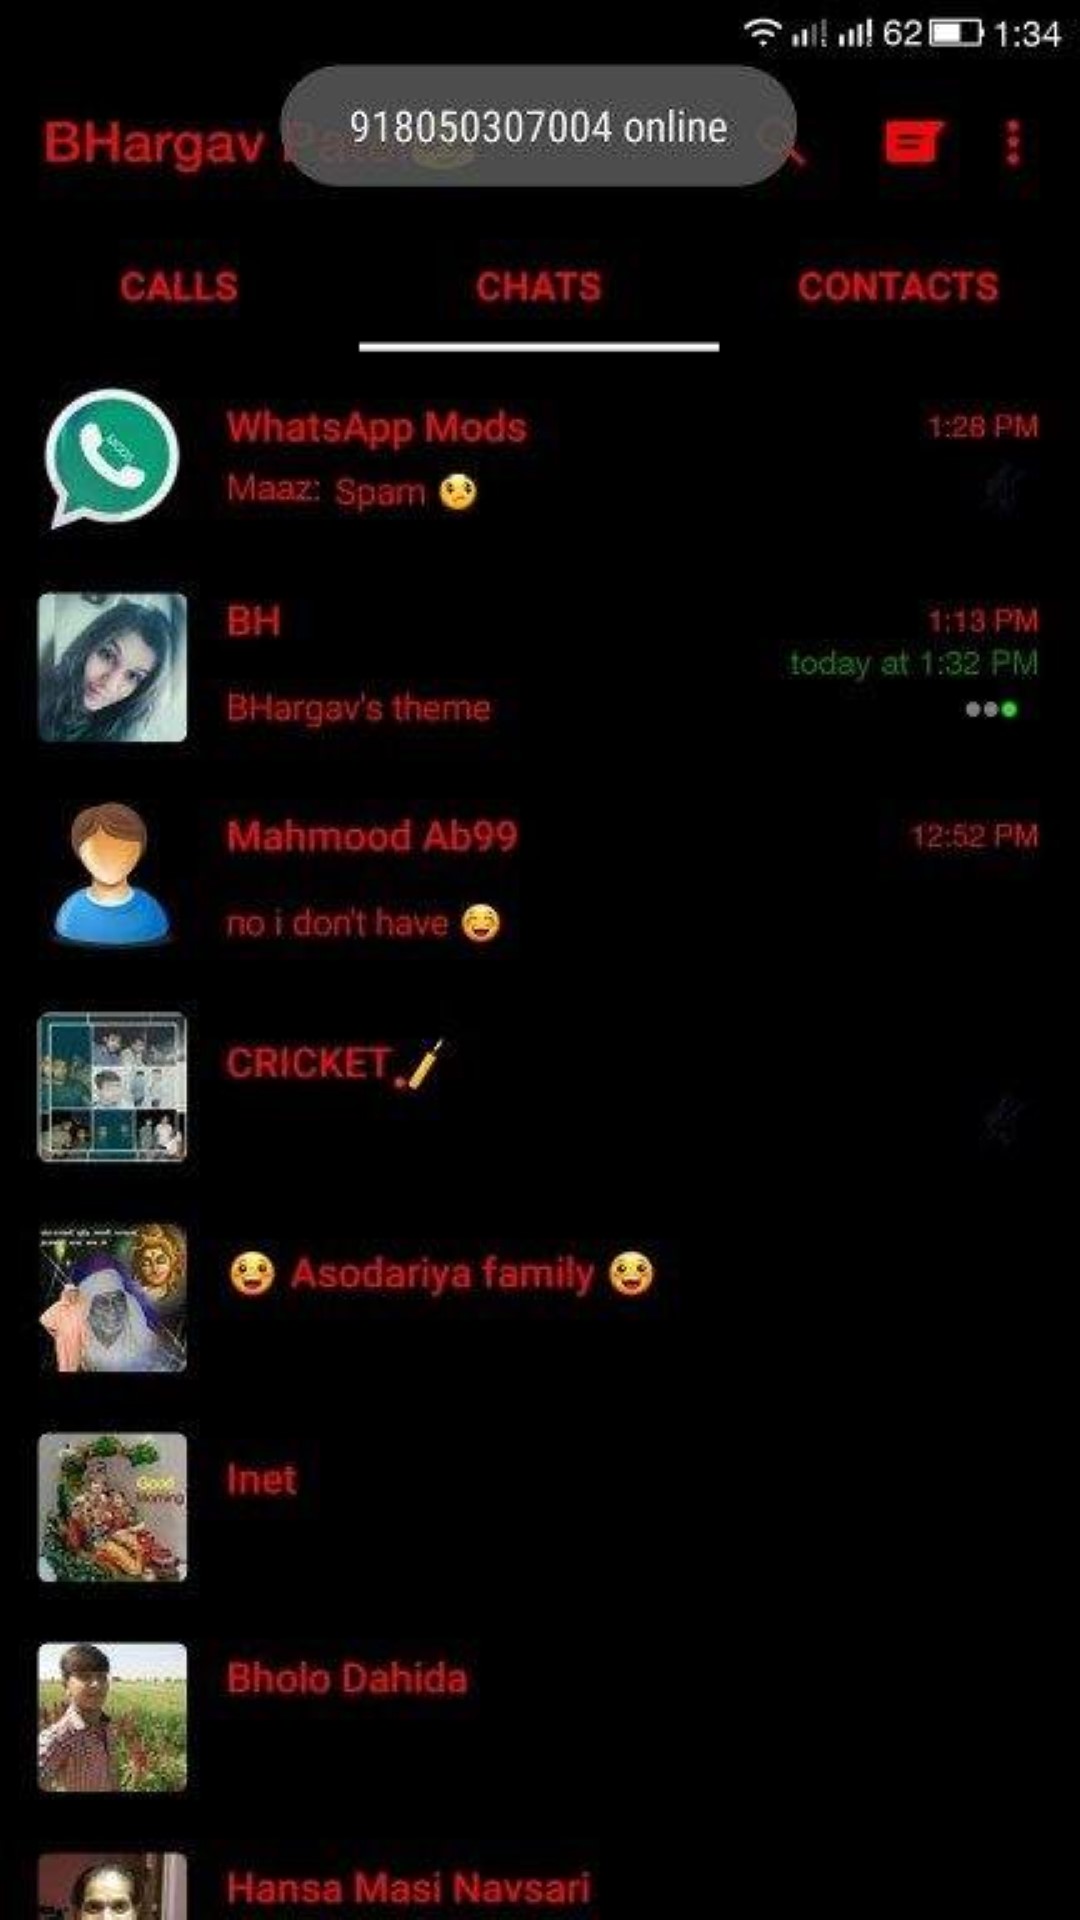 62 1:34
918050307004 online
BHargav
CALLS CHATS CONTACTS
WhatsApp Mods 1:28 PM
Maaz: Spam 😟
BH 1:13 PM
today at 1:32 PM
BHargav's theme
Mahmood Ab99 12:52 PM
no i don't have 😁
CRICKET🏏
😃 Asodariya family 😃
Good
Morning
Inet
Bholo Dahida
Hansa Masi Navsari